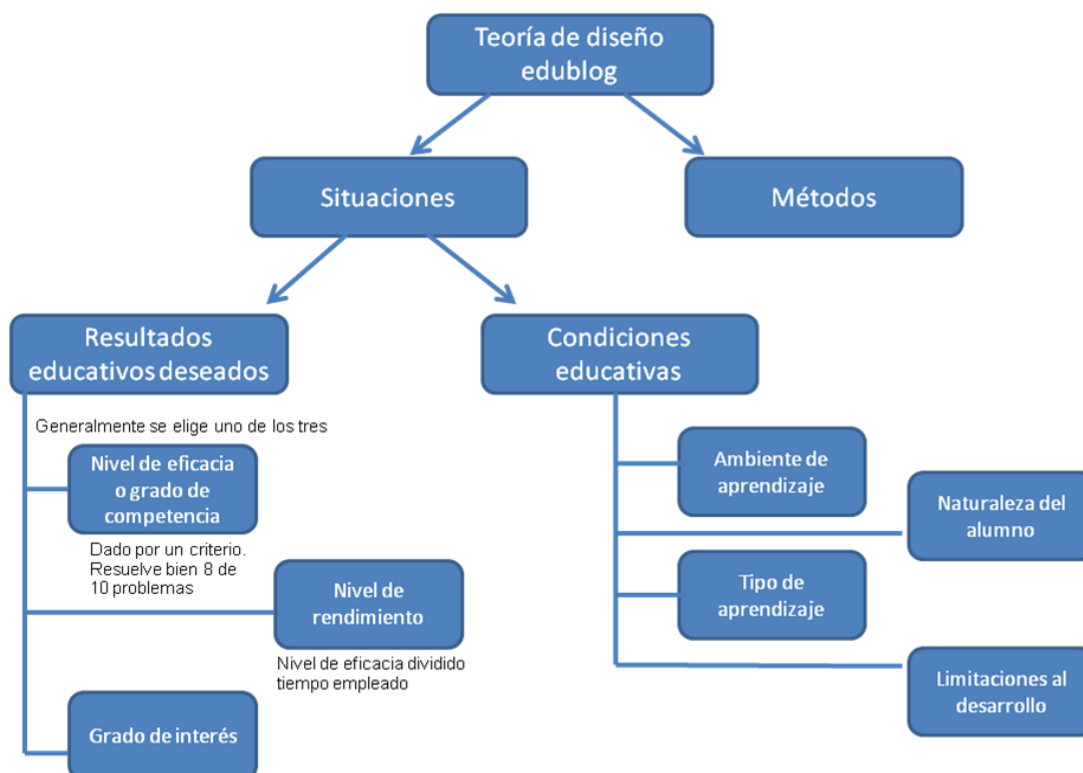 Teoría de diseño
edublog
Situaciones
Métodos
Resultados
educativos deseados
Condiciones
educativas
Generalmente se elige uno de los tres
Nivel de eficacia
o grado de
competencia
Dado por un criterio.
Resuelve bien 8 de
10 problemas
Nivel de
rendimiento
Nivel de eficacia dividido
tiempo empleado
Grado de interés
Ambiente de
aprendizaje
Naturaleza del
alumno
Tipo de
aprendizaje
Limitaciones al
desarrollo